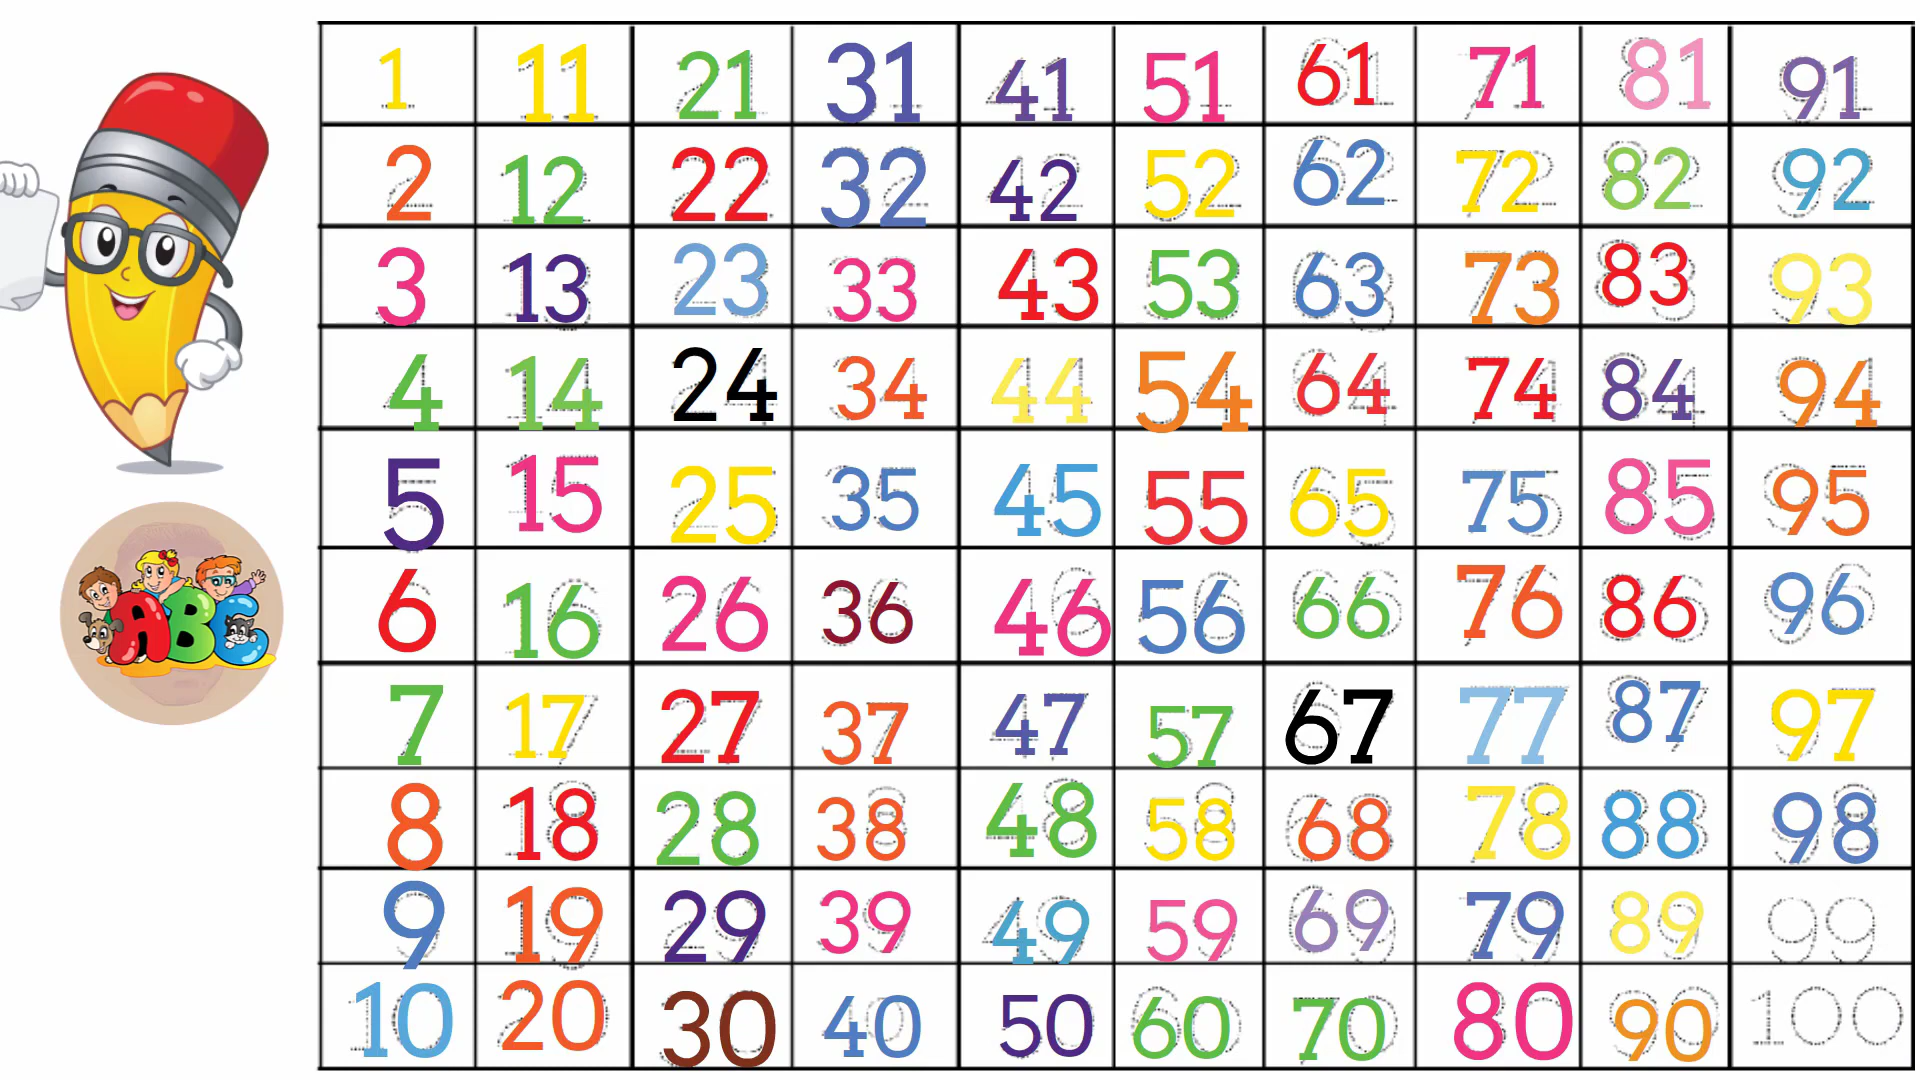 1 11 21 31 41 51 61 71 81 91
2 12 22 32 42 52 62 72 82 92
3 13 23 33 43 53 63 73 83 93
4 14 24 34 44 54 64 74 84 94
5 15 25 35 45 55 65 75 85 95
ABC
6 16 26 36 46 56 66 76 86 96
7 17 27 37 47 57 67 77 87 97
8 18 28 38 48 58 68 78 88 98
9 19 29 39 49 59 69 79 89 99
10 20 30 40 50 60 70 80 90 100